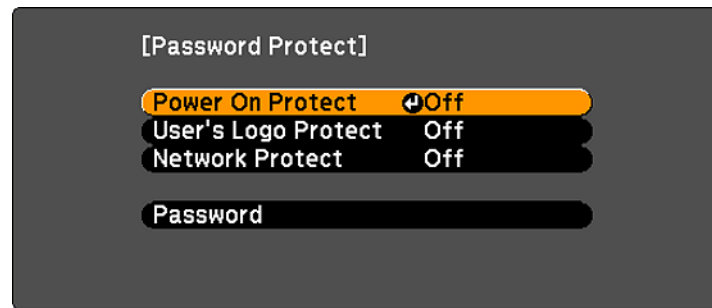 [Password Protect]
Power On Protect Off
User's Logo Protect Off
Network Protect Off
Password